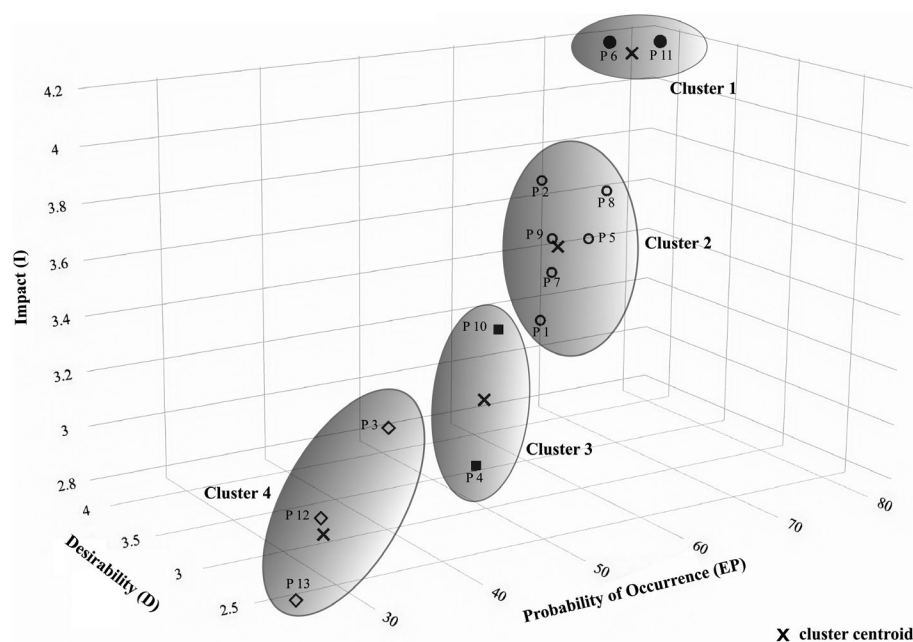 4.2
4
3.8
3.6
3.4
3.2
3
2.8
Impact (I)
4
3.5
3
2.5
Desirability (D)
30
40
50
60
70
80
Probability of Occurrence (EP)
P 6
P 11
Cluster 1
P 2
P 8
P 9
P 5
Cluster 2
P 7
P 1
P 10
Cluster 3
P 4
P 3
Cluster 4
P 12
P 13
X cluster centroid